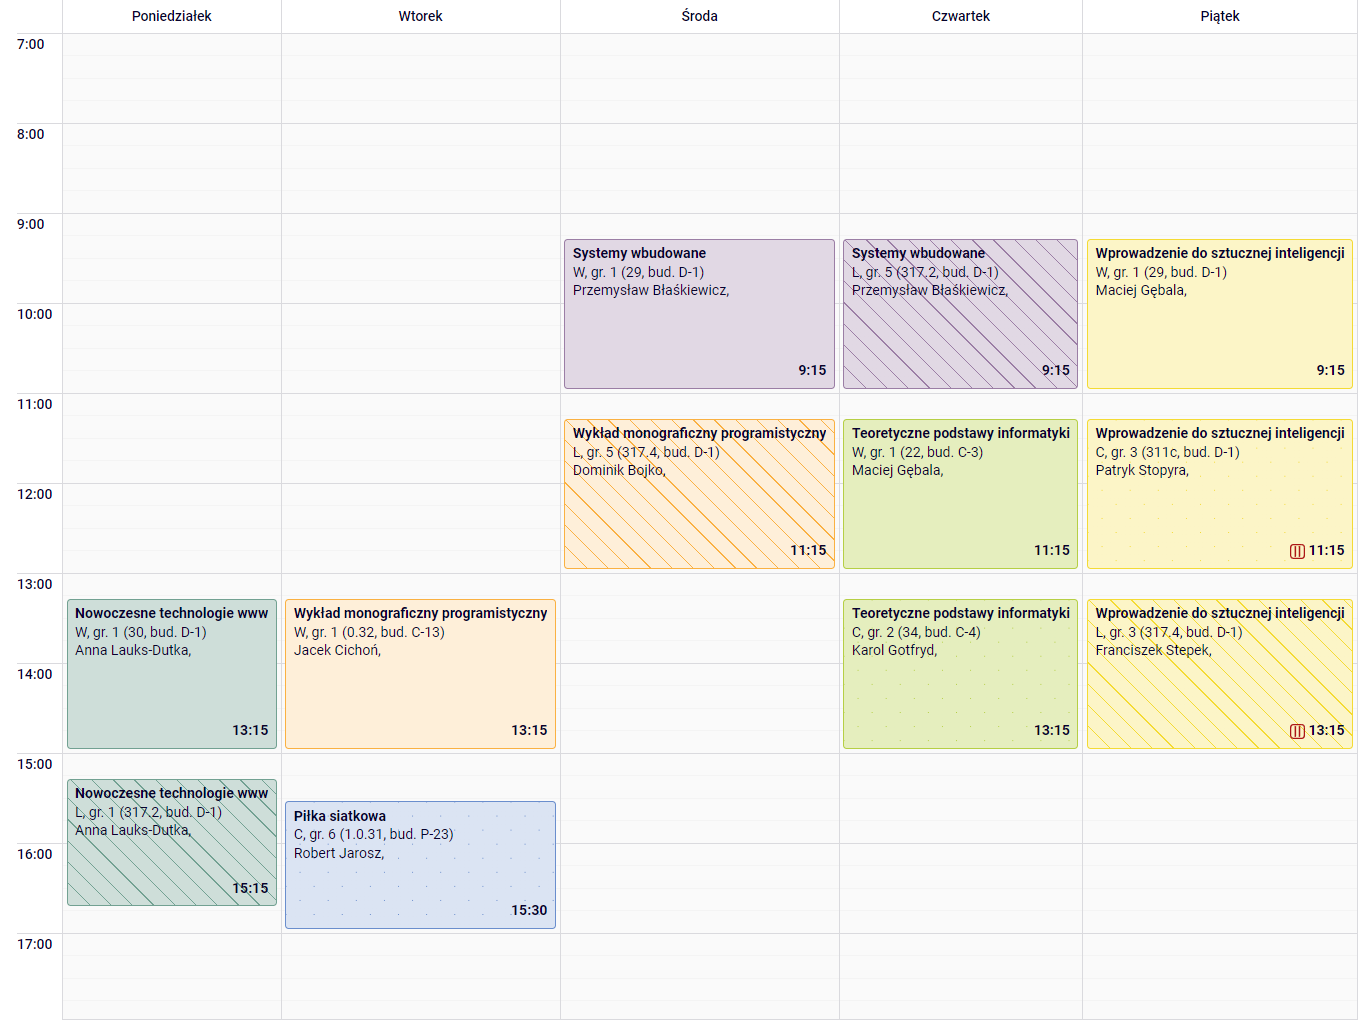 Poniedziałek
Wtorek
Środa
Czwartek
Piątek
7:00
8:00
9:00
10:00
11:00
12:00
13:00
14:00
15:00
16:00
17:00
Nowoczesne technologie www
W, gr. 1 (30, bud. D-1)
Anna Lauks-Dutka,
13:15
Nowoczesne technologie www
L, gr. 1 (317.2, bud. D-1)
Anna Lauks-Dutka,
15:15
Wykład monograficzny programistyczny
W, gr. 1 (0.32, bud. C-13)
Jacek Cichoń,
13:15
Piłka siatkowa
C, gr. 6 (1.0.31, bud. P-23)
Robert Jarosz,
15:30
Systemy wbudowane
W, gr. 1 (29, bud. D-1)
Przemysław Błaśkiewicz,
9:15
Wykład monograficzny programistyczny
L, gr. 5 (317.4, bud. D-1)
Dominik Bojko,
11:15
Systemy wbudowane
L, gr. 5 (317.2, bud. D-1)
Przemysław Błaśkiewicz,
9:15
Teoretyczne podstawy informatyki
W, gr. 1 (22, bud. C-3)
Maciej Gębala,
11:15
Teoretyczne podstawy informatyki
C, gr. 2 (34, bud. C-4)
Karol Gotfryd,
13:15
Wprowadzenie do sztucznej inteligencji
W, gr. 1 (29, bud. D-1)
Maciej Gębala,
9:15
Wprowadzenie do sztucznej inteligencji
C, gr. 3 (311c, bud. D-1)
Patryk Stopyra,
11:15
Wprowadzenie do sztucznej inteligencji
L, gr. 3 (317.4, bud. D-1)
Franciszek Stepek,
13:15